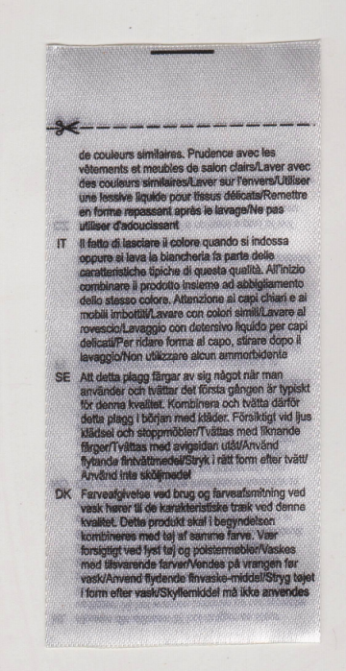 de couleurs similaires. Prudence avec les
vêtements et meubles de salon clairs/Laver avec
des couleurs similaires/Laver sur l'envers/Utiliser
une lessive liquide pour tissus délicats/Remettre
en forme repassant après le lavage/Ne pas
utiliser d'adoucissant
IT Il fatto di lasciare il colore quando si indossa
oppure si lava la biancheria fa parte delle
caratteristiche tipiche di questa qualità. All'inizio
combinare il prodotto insieme ad abbigliamento
dello stesso colore. Attenzione ai capi chiari e ai
mobili imbottiti/Lavare con colori simili/Lavare al
rovescio/Lavaggio con detersivo liquido per capi
delicati/Per ridare forma al capo, stirare dopo il
lavaggio/Non utilizzare alcun ammorbidente
SE Att detta plagg färgar av sig något när man
använder och tvättar det första gången är typiskt
för denna kvalitet. Kombinera och tvätta därför
detta plagg i början med kläder. Försiktigt vid ljus
klädsel och stoppmöbler/Tvättas med liknande
färger/Tvättas med avigsidan utåt/Använd
flytande fintvättmedel/Stryk i rätt form efter tvätt/
Använd inte sköljmedel
DK Farveafgivelse ved brug og farveafsmitning ved
vask hører til de karakteristiske træk ved denne
kvalitet. Dette produkt skal i begyndelsen
kombineres med tøj af samme farve. Vær
forsigtigt ved lyst tøj og polstermøbler/Vaskes
med tilsvarende farver/Vendes på vrangen før
vask/Anvend flydende finvaske-middel/Stryg tøjet
i form efter vask/Skyllemiddel må ikke anvendes